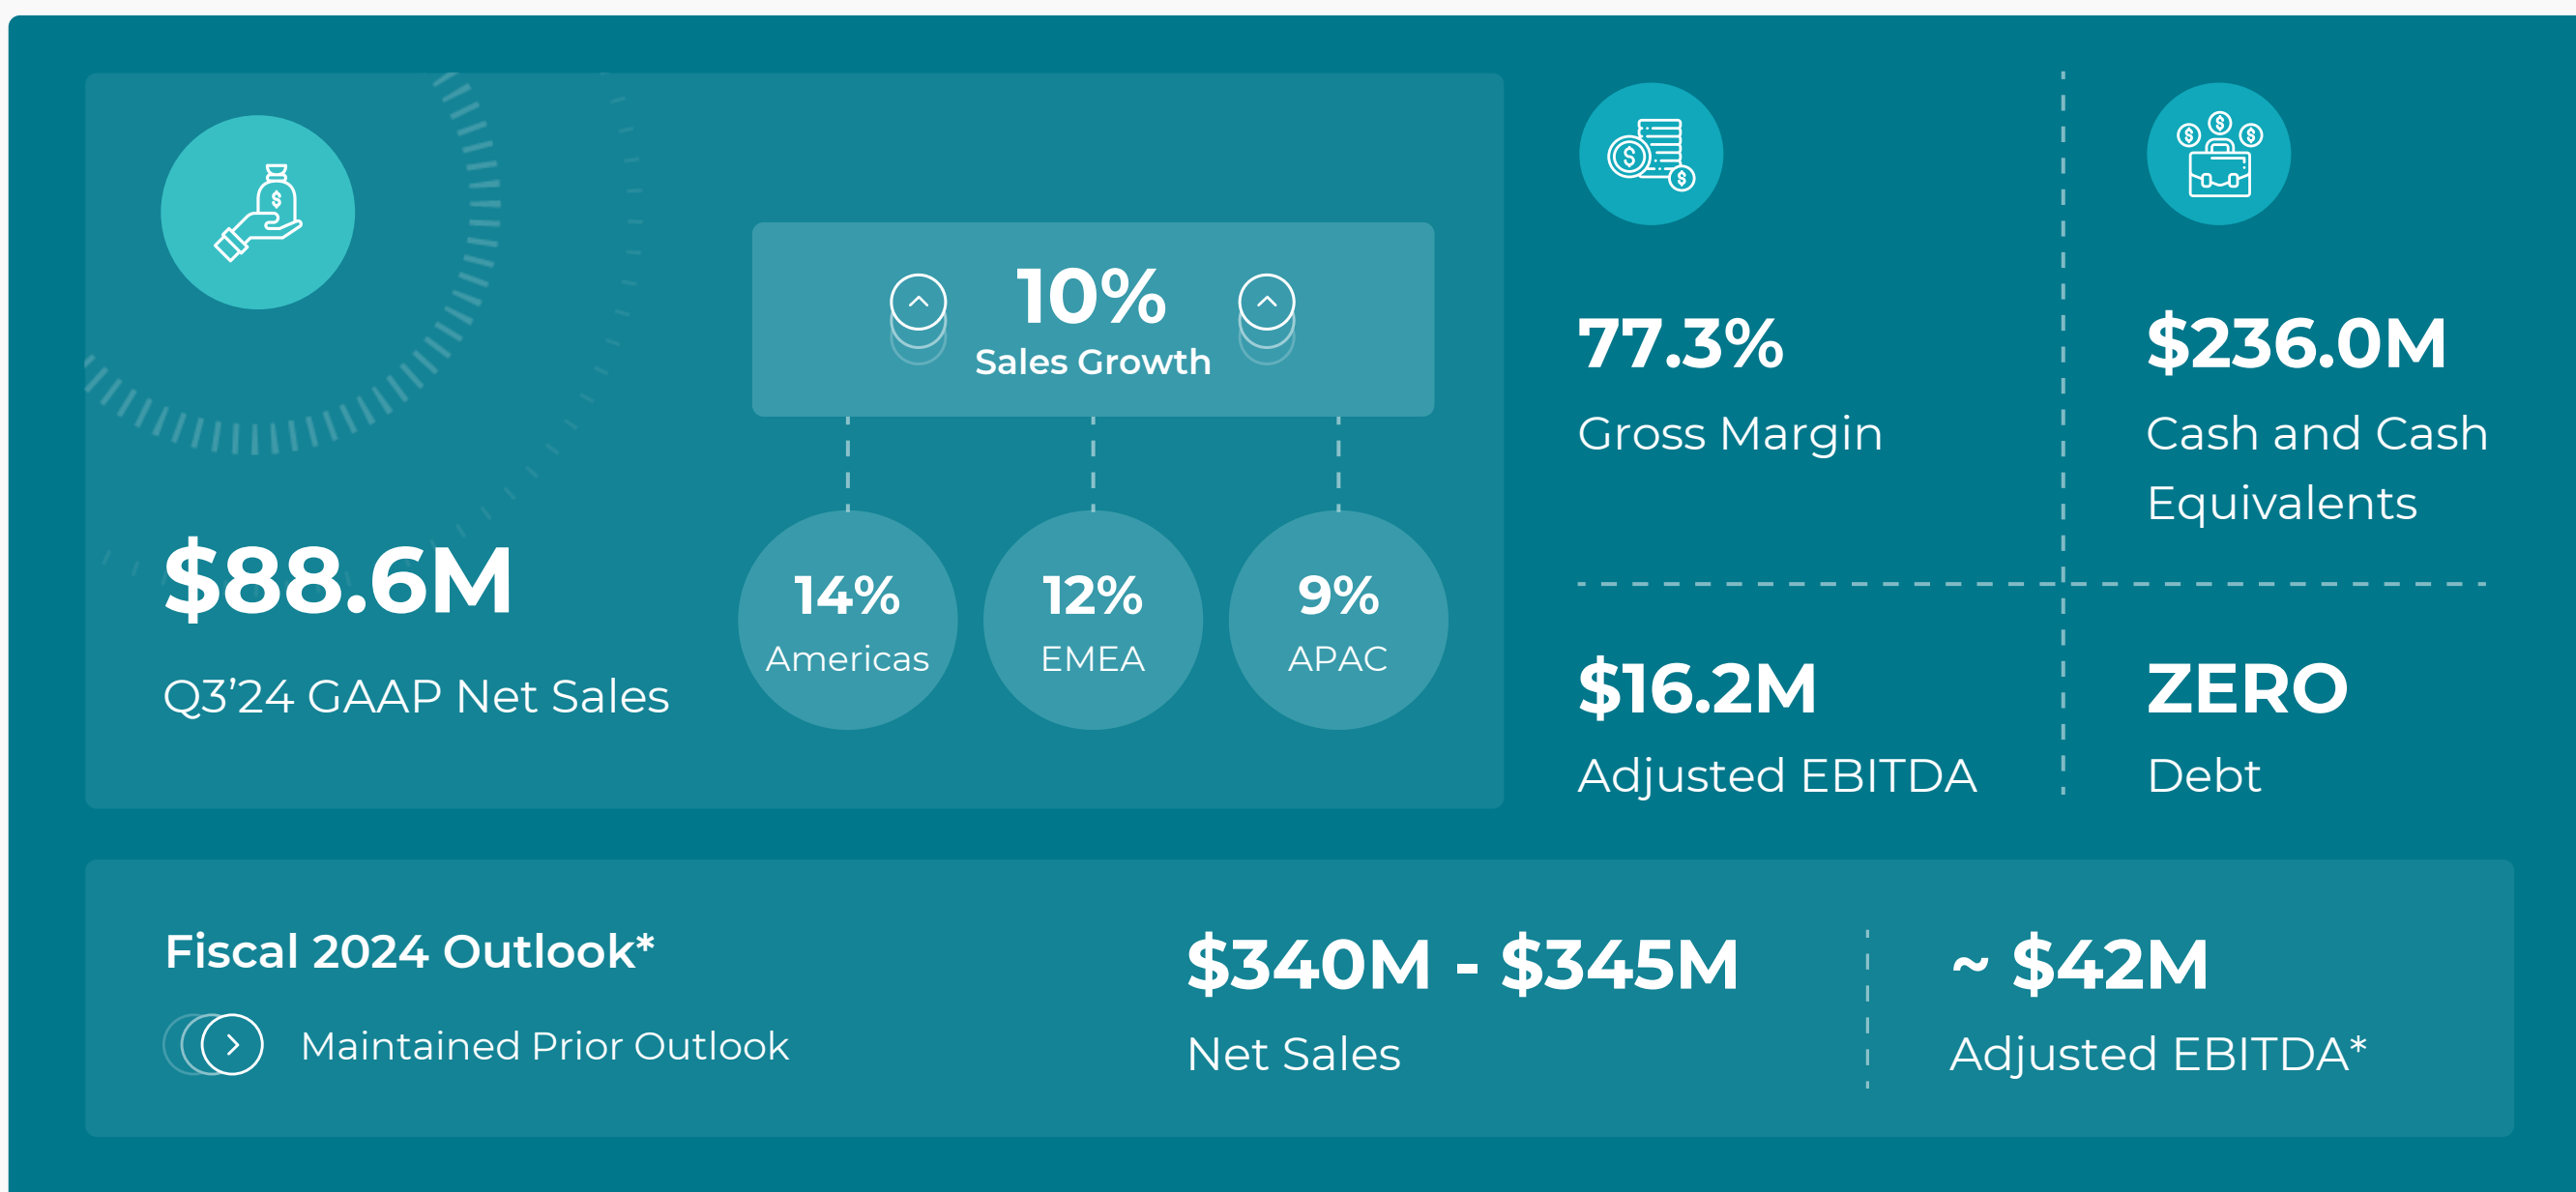 $88.6M
Q3’24 GAAP Net Sales
10%
Sales Growth
14%
Americas
12%
EMEA
9%
APAC
77.3%
Gross Margin
$236.0M
Cash and Cash
Equivalents
$16.2M
Adjusted EBITDA
ZERO
Debt
Fiscal 2024 Outlook*
Maintained Prior Outlook
$340M - $345M
Net Sales
~ $42M
Adjusted EBITDA*